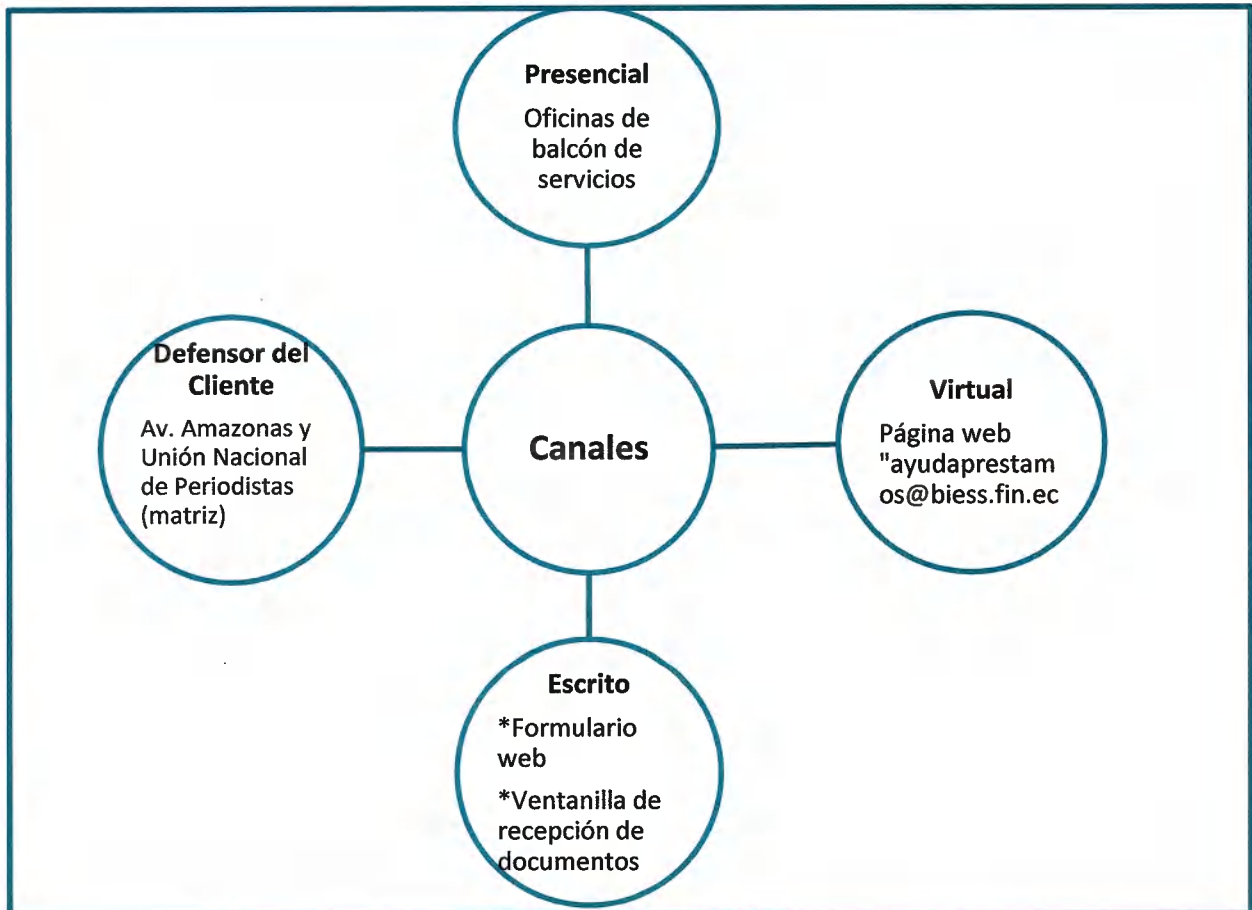 Presencial
Oficinas de
balcón de
servicios
Defensor del
Cliente
Av. Amazonas y
Unión Nacional
de Periodistas
(matriz)
Canales
Virtual
Página web
"ayudaprestam
os@biess.fin.ec
Escrito
*Formulario
web
*Ventanilla de
recepción de
documentos